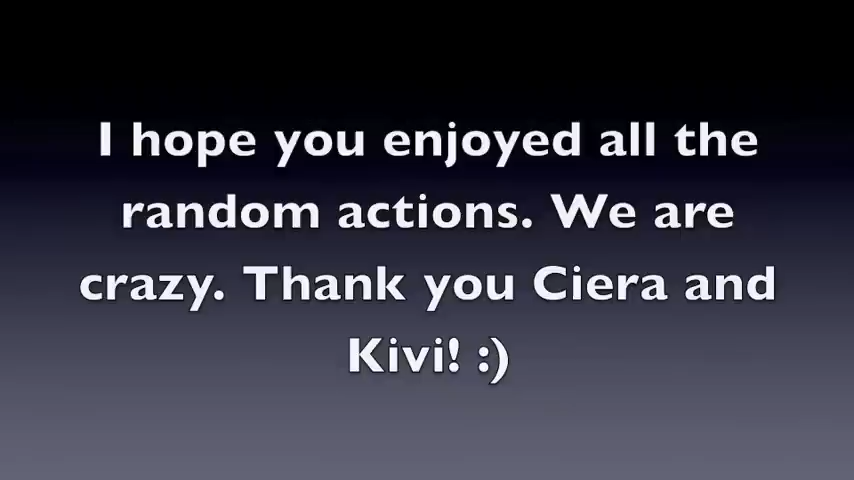 I hope you enjoyed all the
random actions. We are
crazy. Thank you Ciera and
Kivi! :)